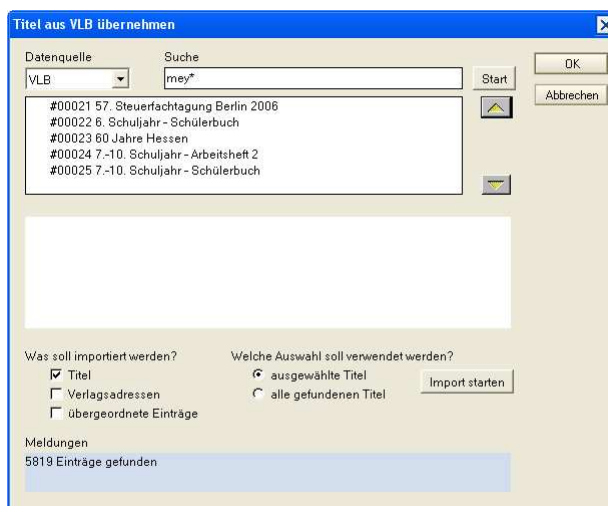 Titel aus VLB übernehmen
Datenquelle Suche
VLB mey* Start OK
Abbrechen
#00021 57. Steuerfachtagung Berlin 2006
#00022 6. Schuljahr - Schülerbuch
#00023 60 Jahre Hessen
#00024 7.-10. Schuljahr - Arbeitsheft 2
#00025 7.-10. Schuljahr - Schülerbuch
Was soll importiert werden? Welche Auswahl soll verwendet werden?
Titel ausgewählte Titel Import starten
Verlagsadressen alle gefundenen Titel
übergeordnete Einträge
Meldungen
5819 Einträge gefunden